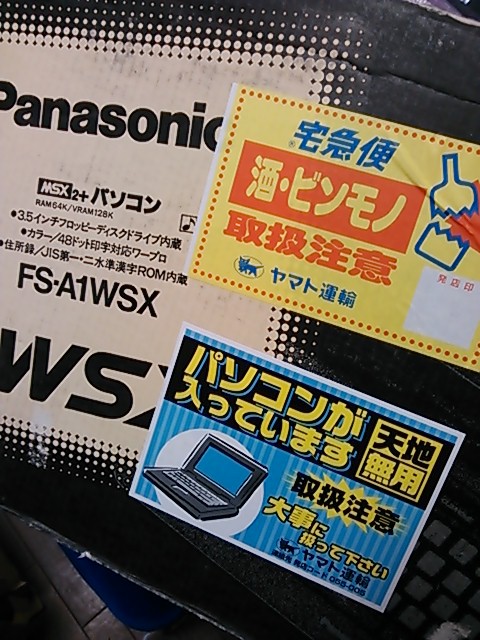 Panasonic
MSX2+ パソコン
RAM64K/VRAM128K
●3.5インチフロッピーディスクドライブ内蔵
●カラー/48ドット印字対応ワープロ
●住所録/JIS第一・二水準漢字ROM内蔵
FS-A1WSX
WSX
宅急便
酒・ビンモノ
取扱注意
ヤマト運輸
発店印
パソコンが
入っています
天地
無用
取扱注意
大事に
扱って下さい
ヤマト運輸